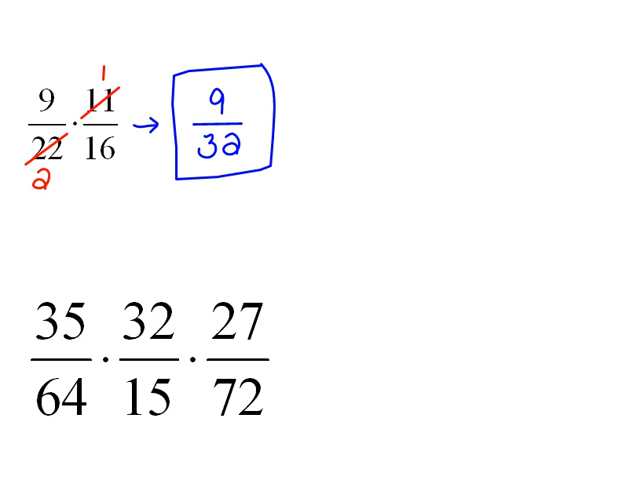 1
9/22 · 11/16 → 9/32
2
35/64 · 32/15 · 27/72